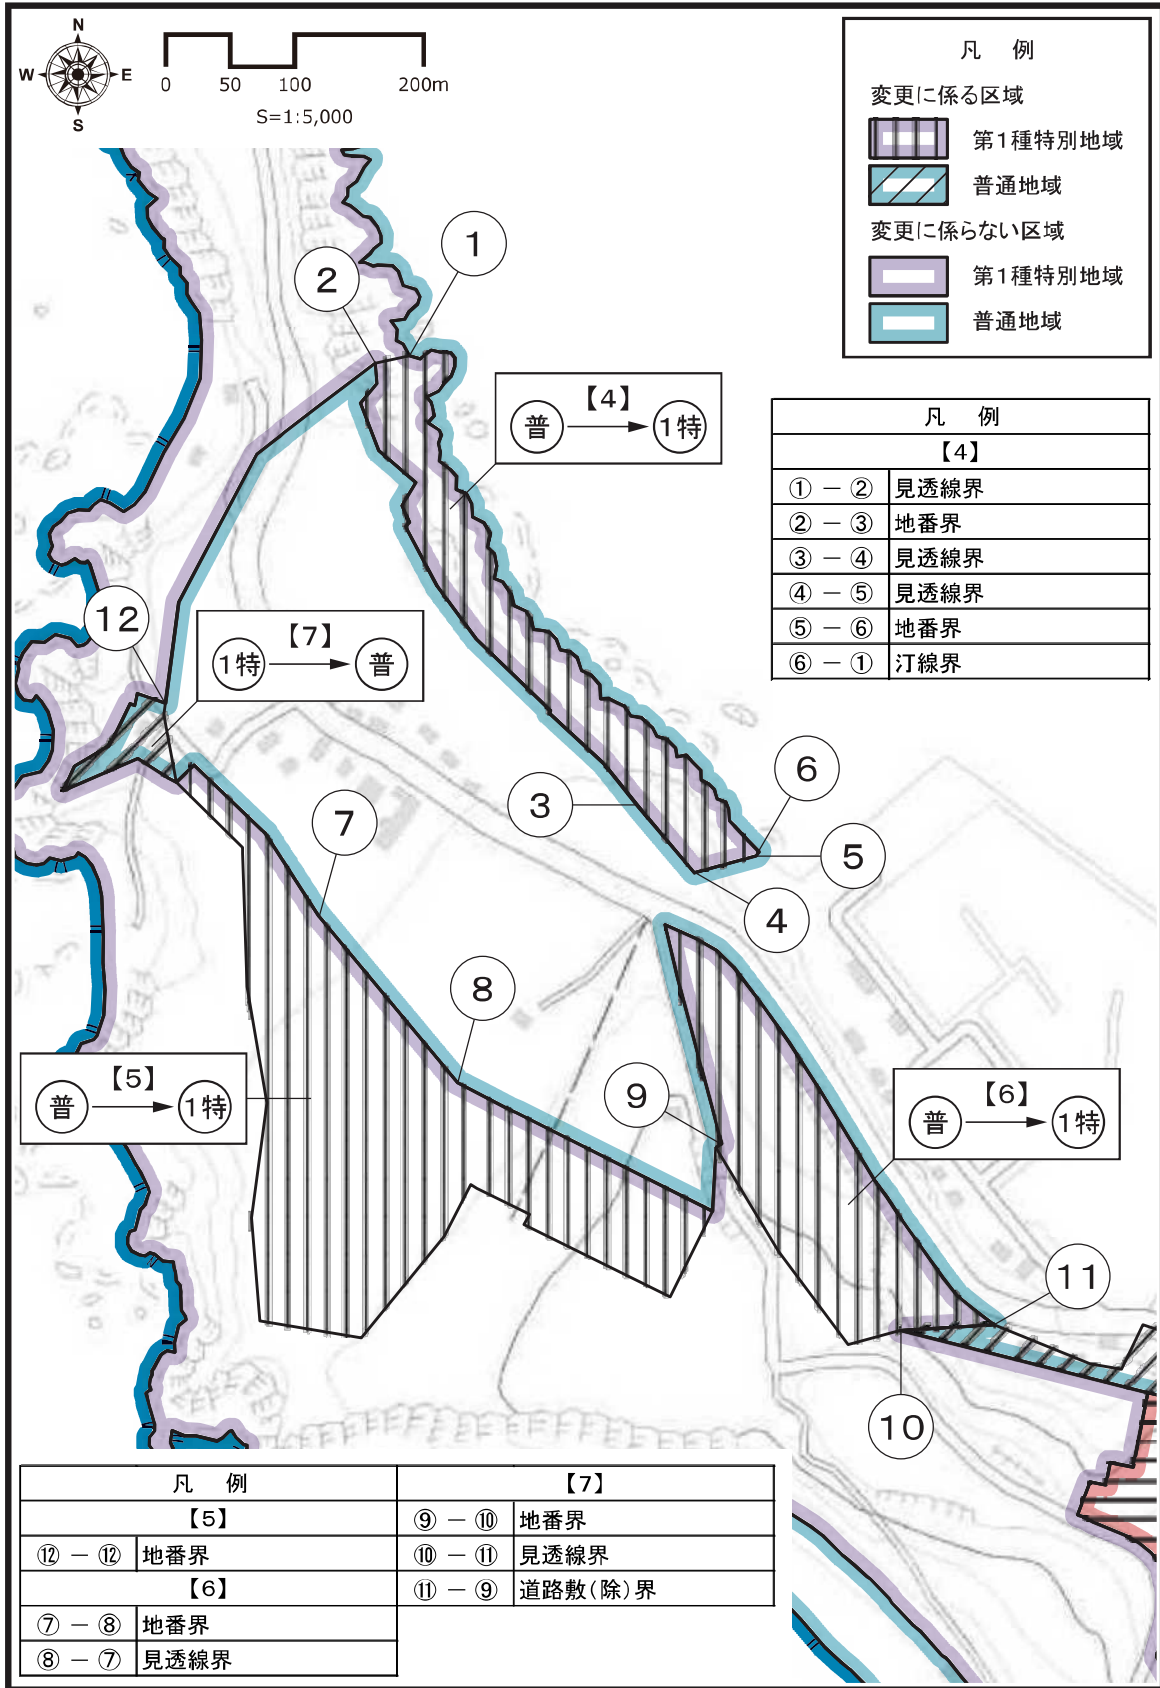 N
W E
S
0 50 100 200m
S=1:5,000
凡 例
変更に係る区域
第1種特別地域
普通地域
変更に係らない区域
第1種特別地域
普通地域
1
2
【4】
普 1特
凡 例
【4】
① － ② 見透線界
② － ③ 地番界
③ － ④ 見透線界
④ － ⑤ 見透線界
⑤ － ⑥ 地番界
⑥ － ① 汀線界
12
【7】
1特 普
6
3
7
5
4
8
【5】
普 1特
9
【6】
普 1特
11
10
凡 例
【5】
⑫ － ⑫ 地番界
【6】
⑦ － ⑧ 地番界
⑧ － ⑦ 見透線界
【7】
⑨ － ⑩ 地番界
⑩ － ⑪ 見透線界
⑪ － ⑨ 道路敷(除)界